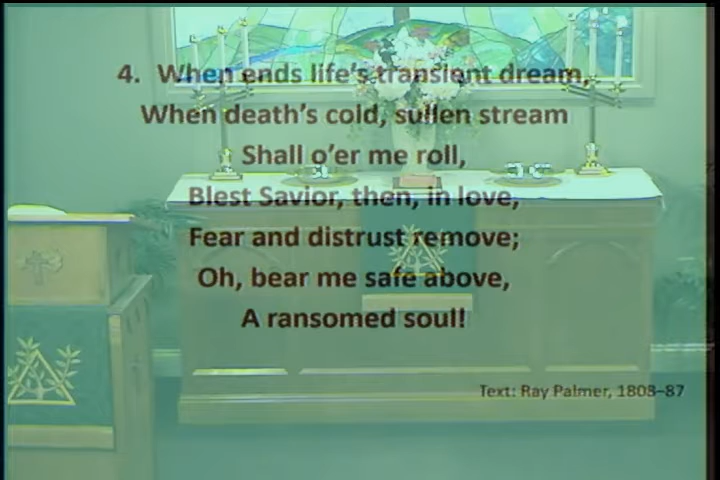 4. When ends life's transient dream,
When death's cold, sullen stream
Shall o'er me roll,
Blest Savior, then, in love,
Fear and distrust remove;
Oh, bear me safe above,
A ransomed soul!
Text: Ray Palmer, 1808–87